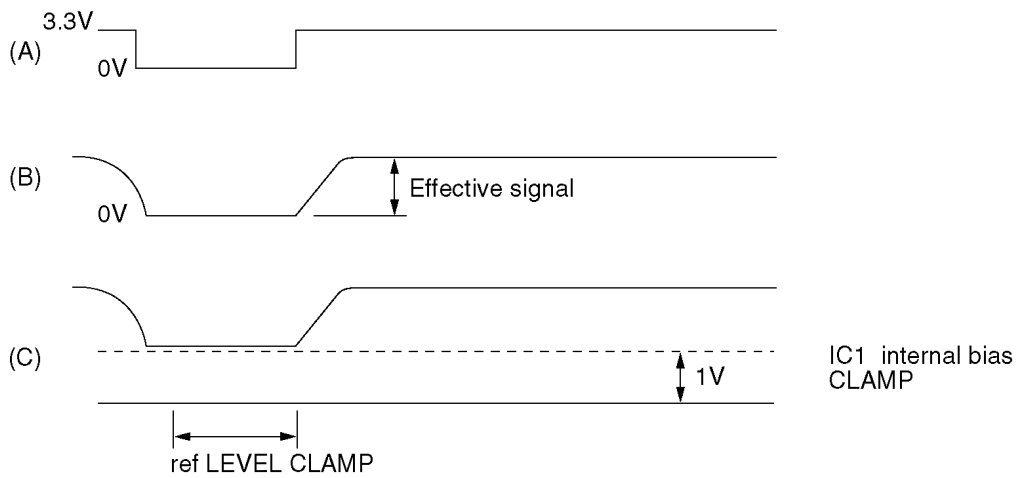 3.3V
(A)
0V
(B)
Effective signal
0V
(C)
1V
IC1 internal bias
CLAMP
ref LEVEL CLAMP